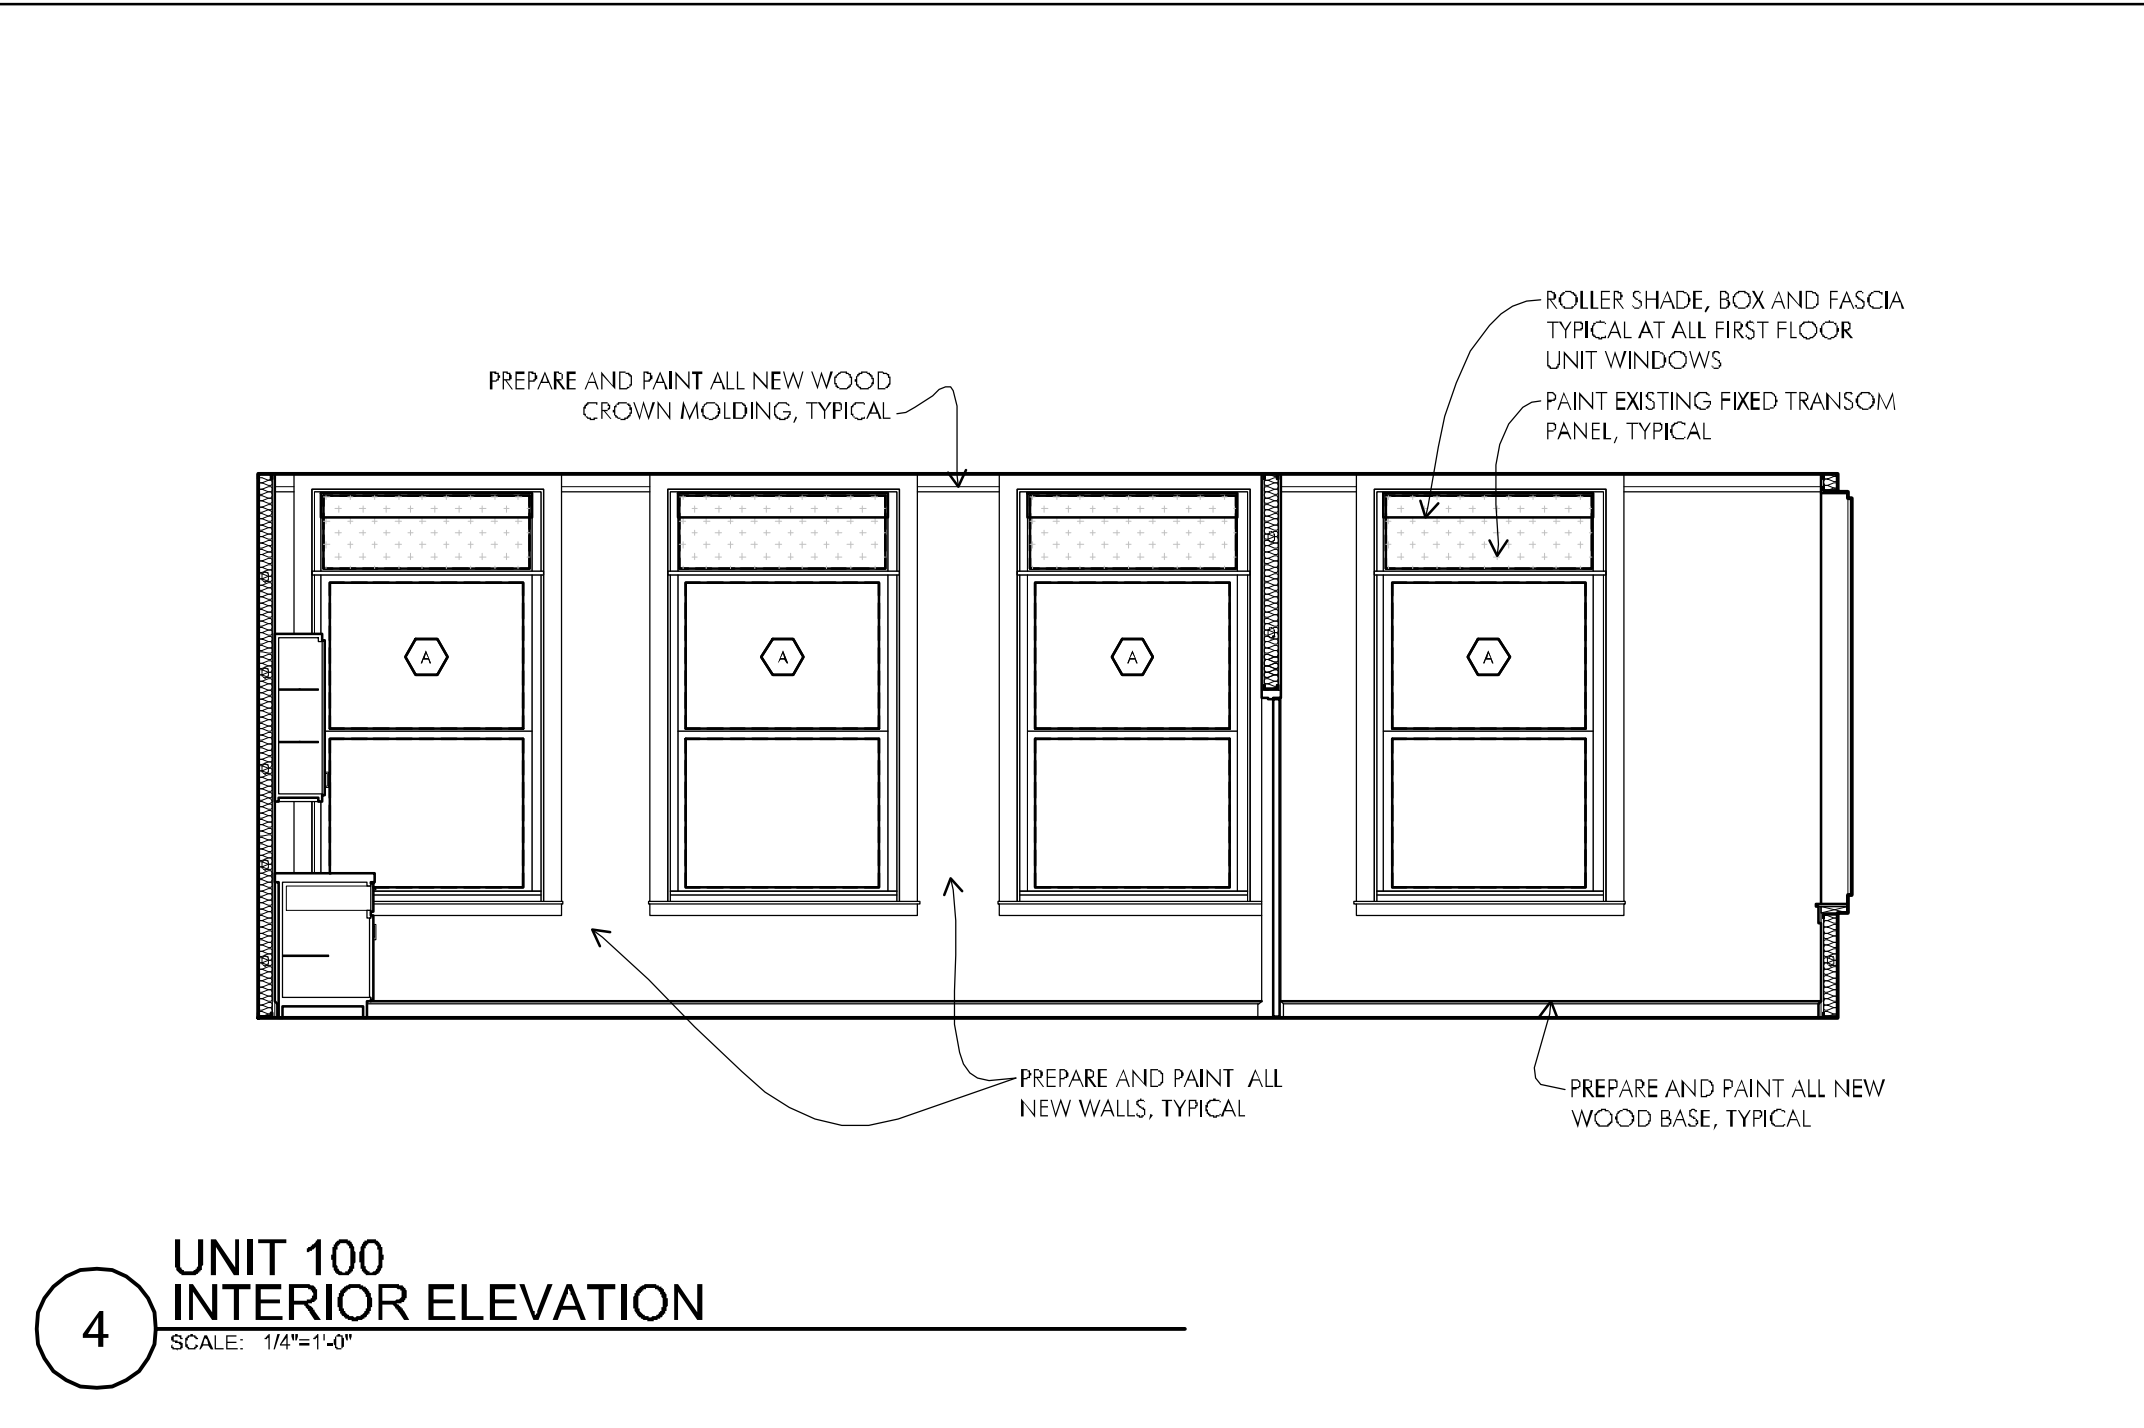 ROLLER SHADE, BOX AND FASCIA
TYPICAL AT ALL FIRST FLOOR
UNIT WINDOWS
PREPARE AND PAINT ALL NEW WOOD
CROWN MOLDING, TYPICAL
PAINT EXISTING FIXED TRANSOM
PANEL, TYPICAL
A
A
A
A
PREPARE AND PAINT ALL
NEW WALLS, TYPICAL
PREPARE AND PAINT ALL NEW
WOOD BASE, TYPICAL
4
UNIT 100
INTERIOR ELEVATION
SCALE: 1/4"=1'-0"